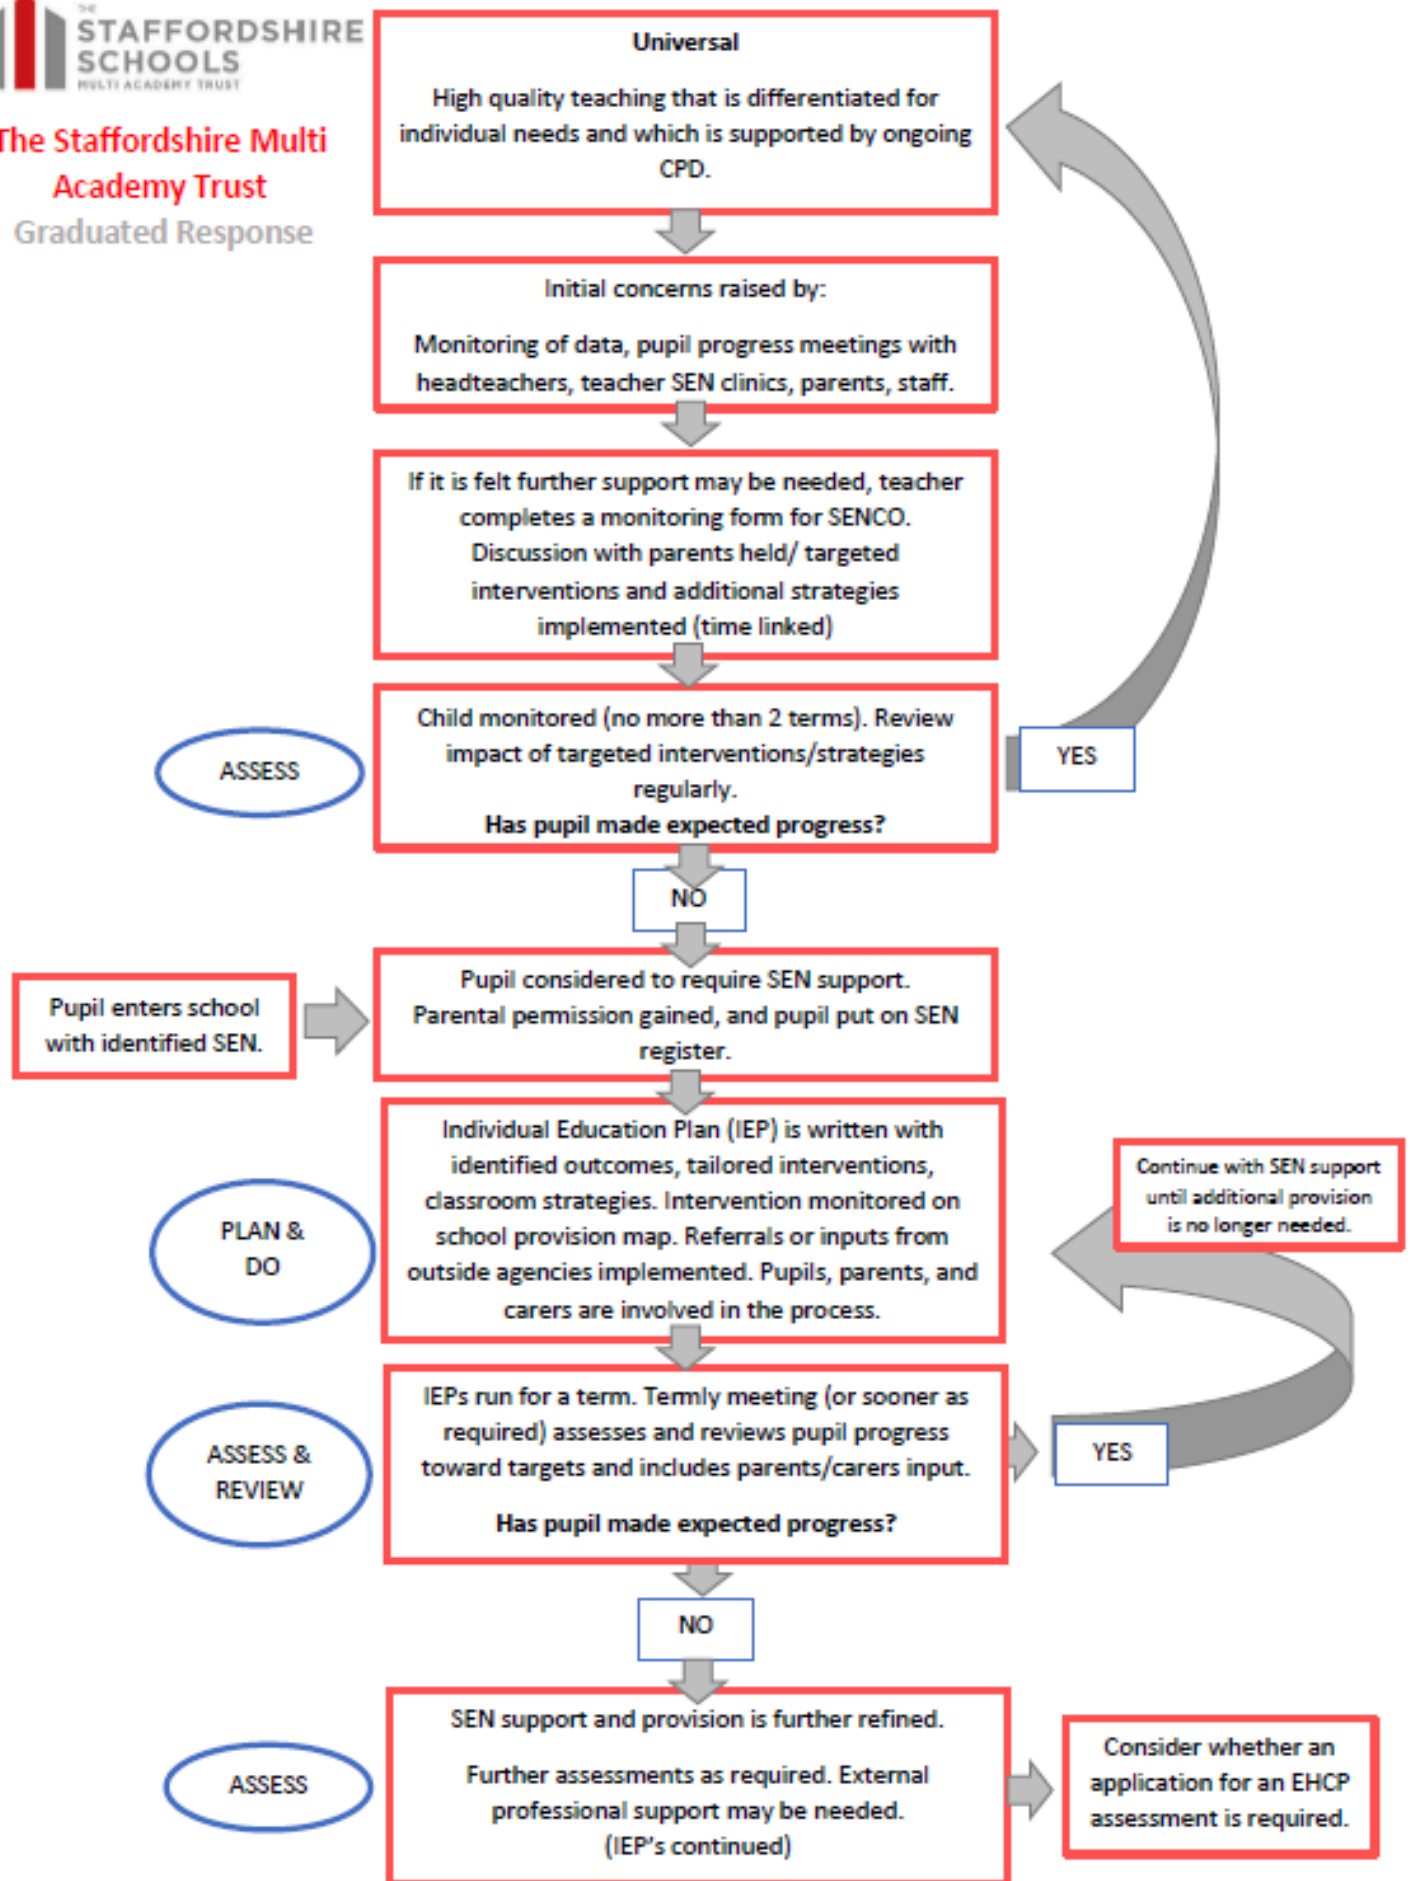 THE
STAFFORDSHIRE
SCHOOLS
MULTI ACADEMY TRUST
The Staffordshire Multi
Academy Trust
Graduated Response
Universal
High quality teaching that is differentiated for
individual needs and which is supported by ongoing
CPD.
Initial concerns raised by:
Monitoring of data, pupil progress meetings with
headteachers, teacher SEN clinics, parents, staff.
If it is felt further support may be needed, teacher
completes a monitoring form for SENCO.
Discussion with parents held/ targeted
interventions and additional strategies
implemented (time linked)
ASSESS
Child monitored (no more than 2 terms). Review
impact of targeted interventions/strategies
regularly.
Has pupil made expected progress?
YES
NO
Pupil enters school
with identified SEN.
Pupil considered to require SEN support.
Parental permission gained, and pupil put on SEN
register.
PLAN &
DO
Individual Education Plan (IEP) is written with
identified outcomes, tailored interventions,
classroom strategies. Intervention monitored on
school provision map. Referrals or inputs from
outside agencies implemented. Pupils, parents, and
carers are involved in the process.
Continue with SEN support
until additional provision
is no longer needed.
ASSESS &
REVIEW
IEPs run for a term. Termly meeting (or sooner as
required) assesses and reviews pupil progress
toward targets and includes parents/carers input.
Has pupil made expected progress?
YES
NO
ASSESS
SEN support and provision is further refined.
Further assessments as required. External
professional support may be needed.
(IEP's continued)
Consider whether an
application for an EHCP
assessment is required.